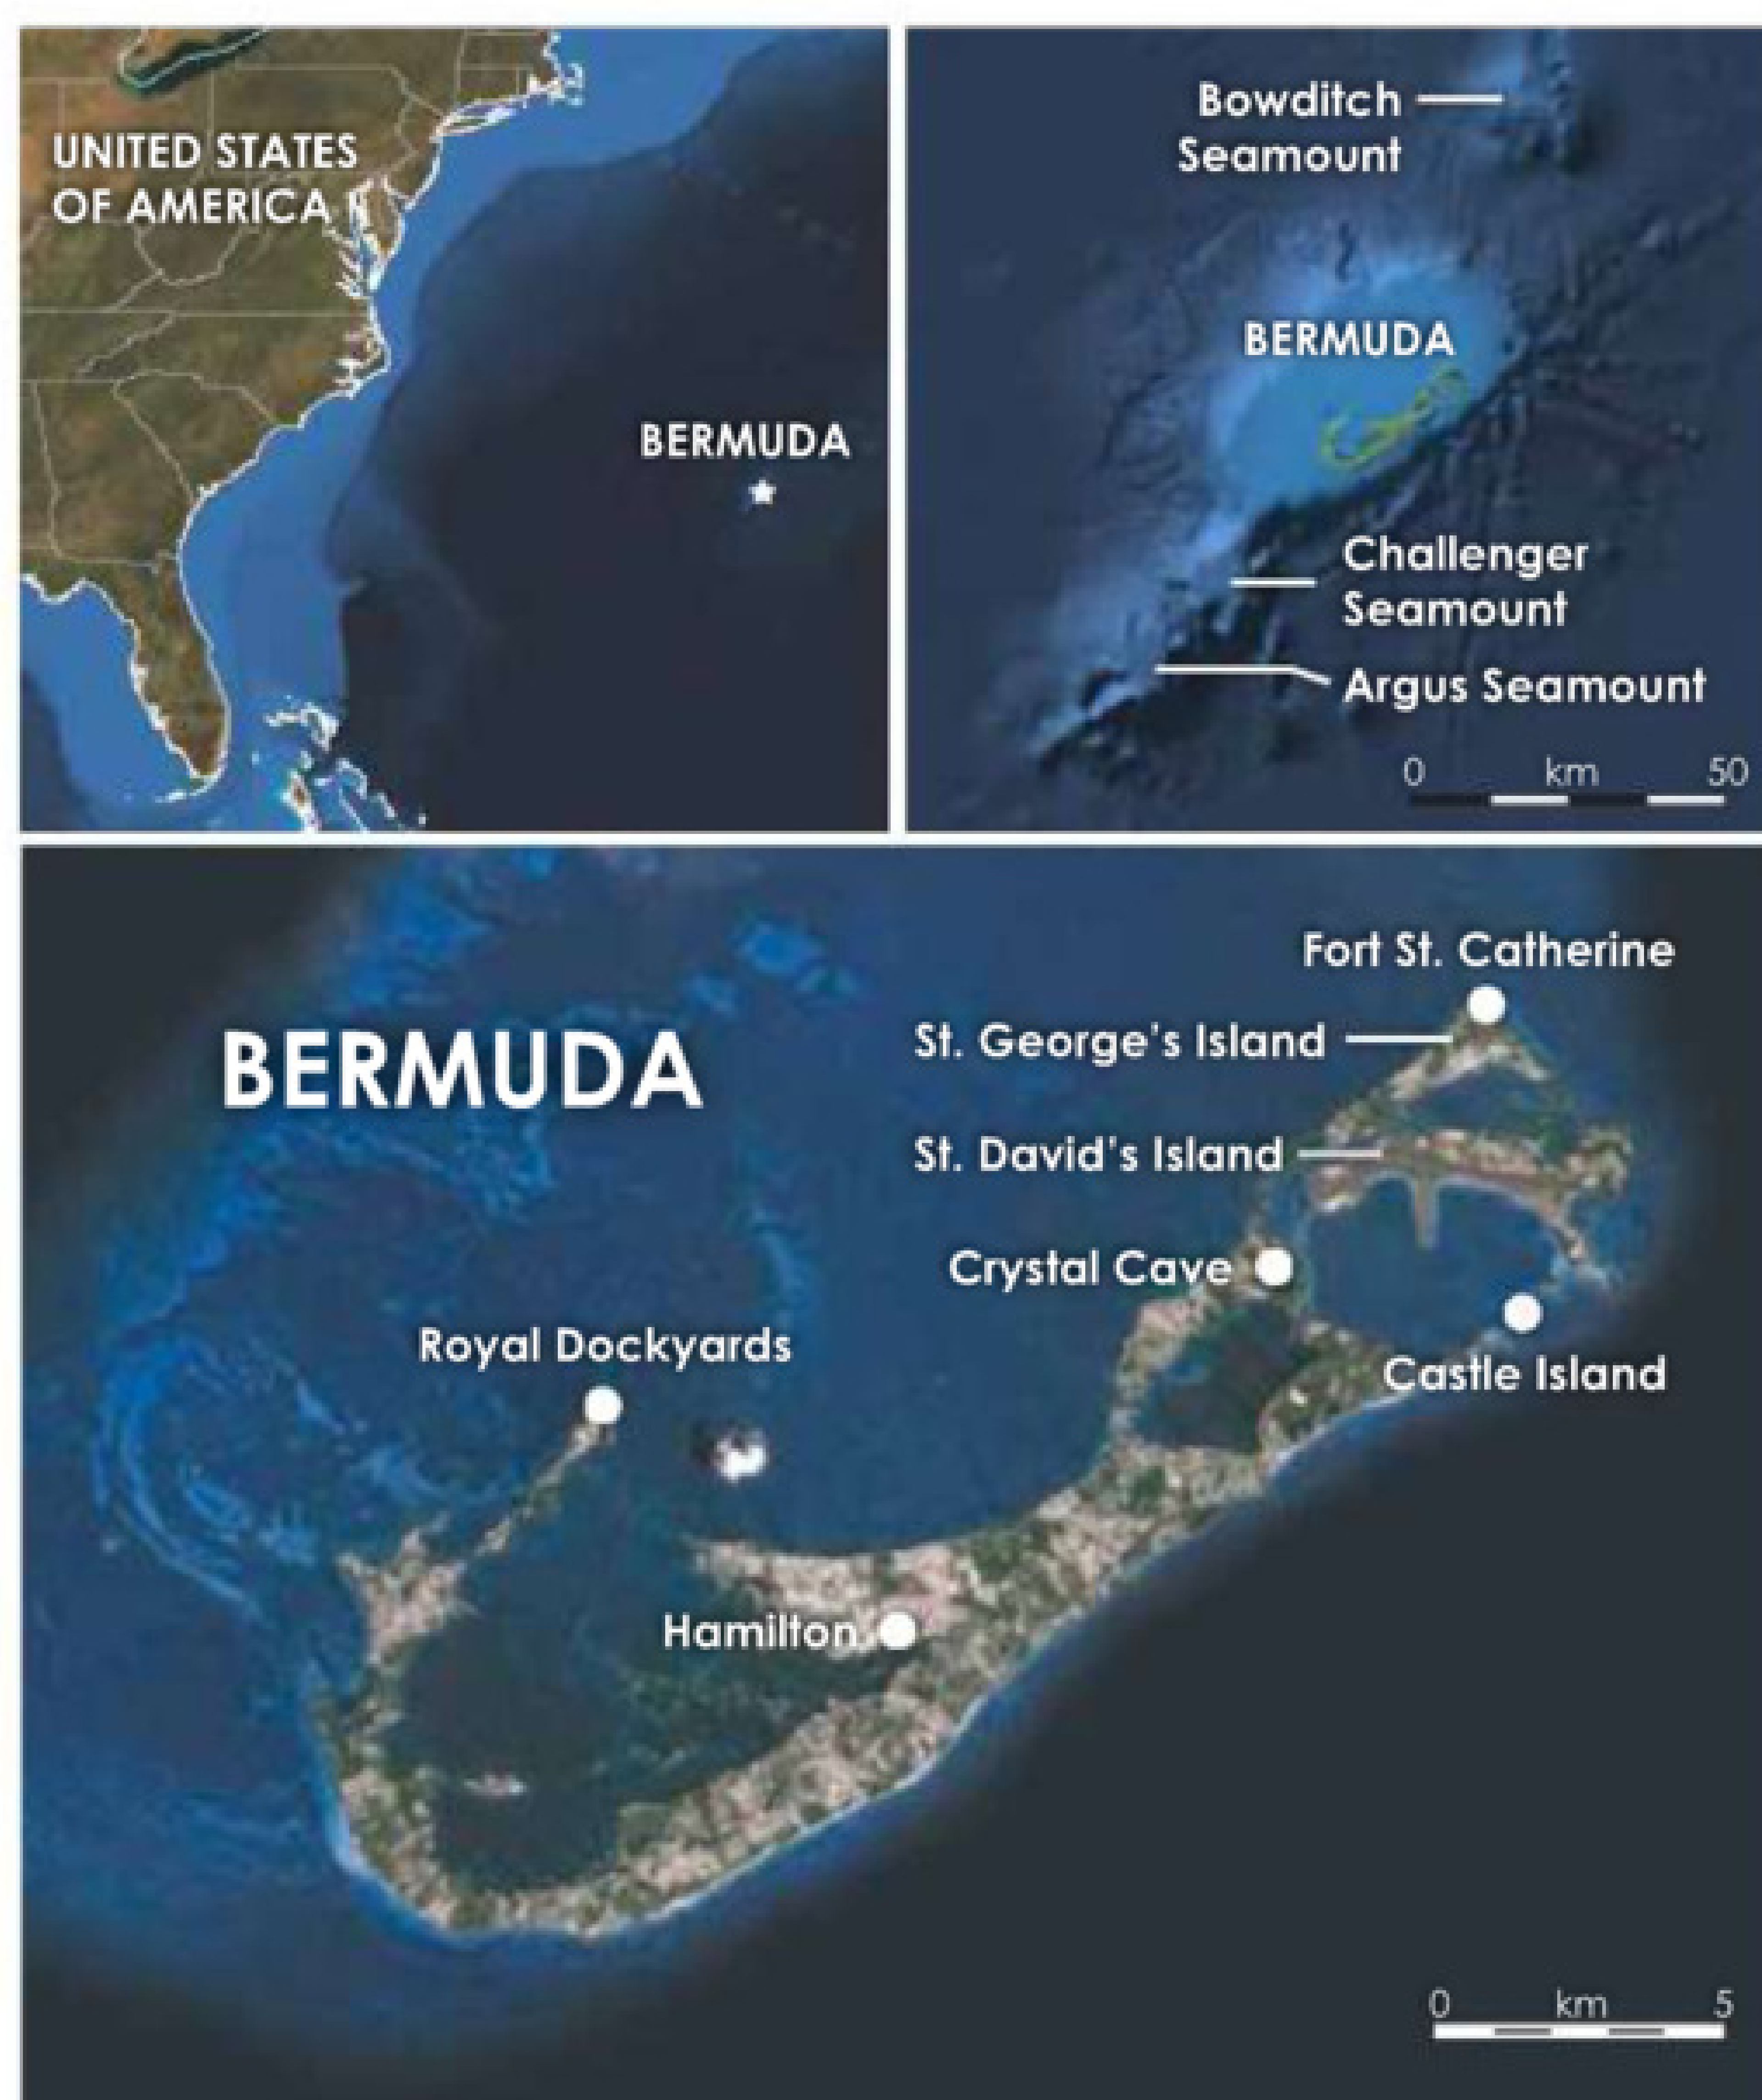 UNITED STATES
OF AMERICA
BERMUDA
Bowditch
Seamount
BERMUDA
Challenger
Seamount
Argus Seamount
0 km 50
BERMUDA
Fort St. Catherine
St. George's Island
St. David's Island
Crystal Cave
Royal Dockyards
Castle Island
Hamilton
0 km 5